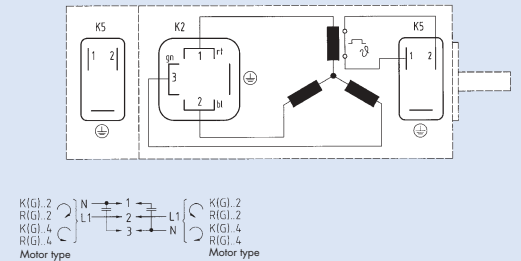 K5 K2 K5
gn rt
1 2 1 1 2
3 ϑ
2 bl
K(G)..2 N 1 K(G)..2
R(G)..2 L1 2 L1 R(G)..2
K(G)..4 3 N K(G)..4
R(G)..4 R(G)..4
Motor type Motor type